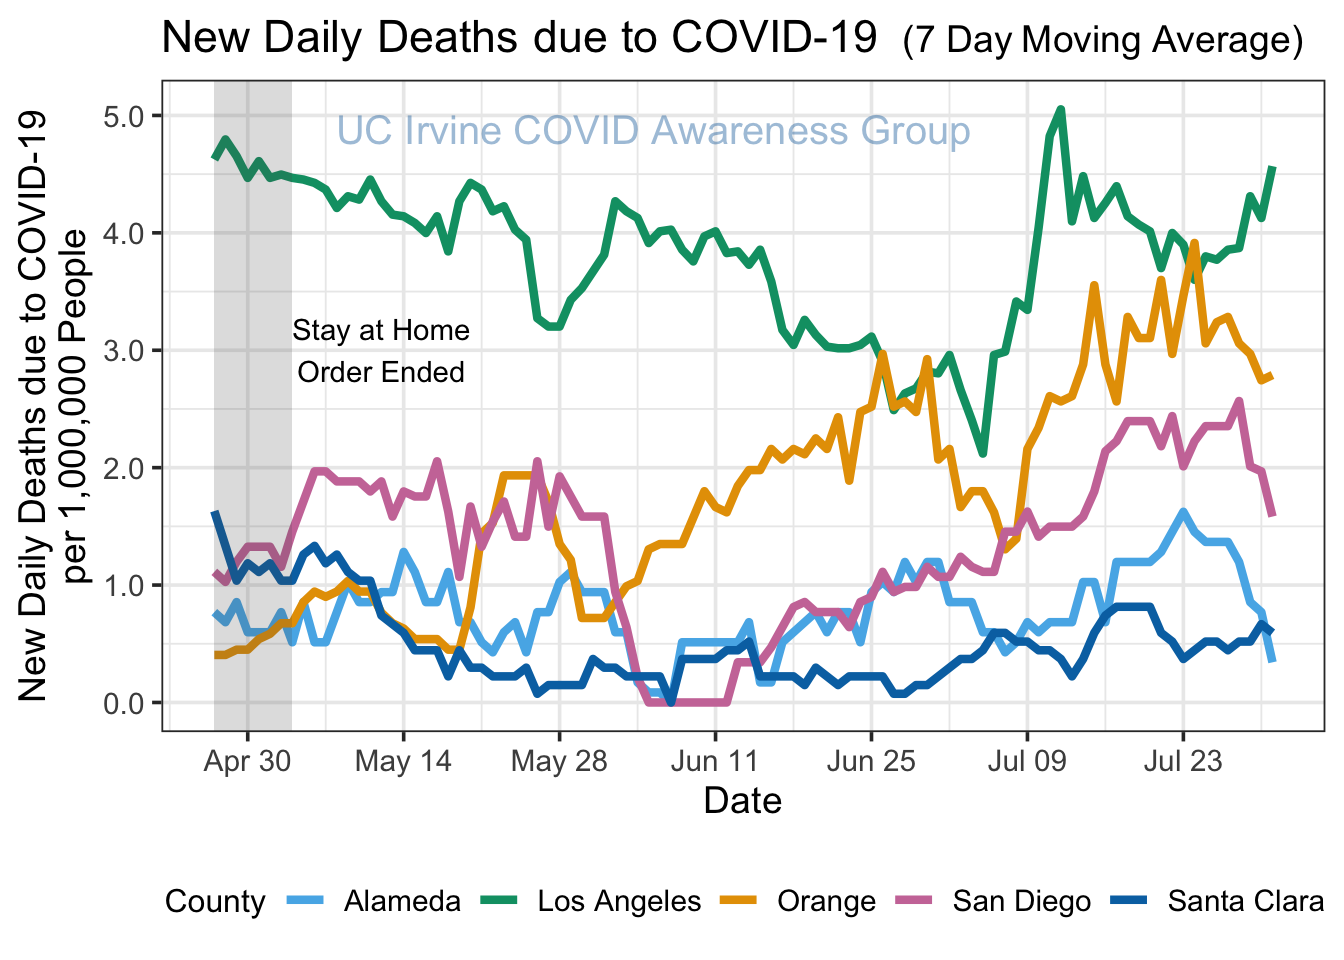 New Daily Deaths due to COVID-19 (7 Day Moving Average)
New Daily Deaths due to COVID-19
per 1,000,000 People
5.0
4.0
3.0
2.0
1.0
0.0
UC Irvine COVID Awareness Group
Stay at Home
Order Ended
Apr 30 May 14 May 28 Jun 11 Jun 25 Jul 09 Jul 23
Date
County Alameda Los Angeles Orange San Diego Santa Clara